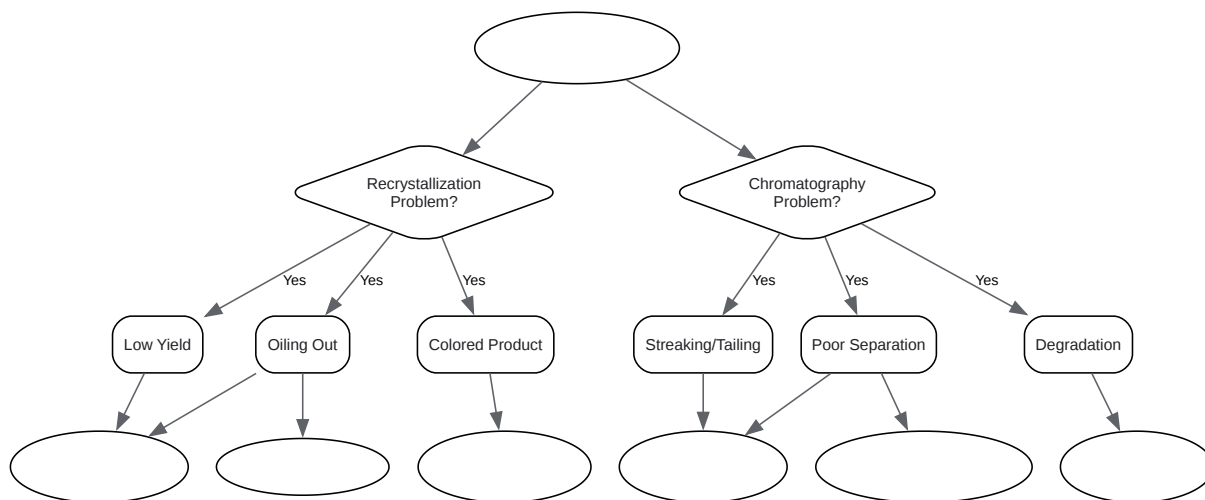 Recrystallization
Problem?
Chromatography
Problem?
Yes
Yes
Yes
Yes
Yes
Yes
Low Yield
Oiling Out
Colored Product
Streaking/Tailing
Poor Separation
Degradation